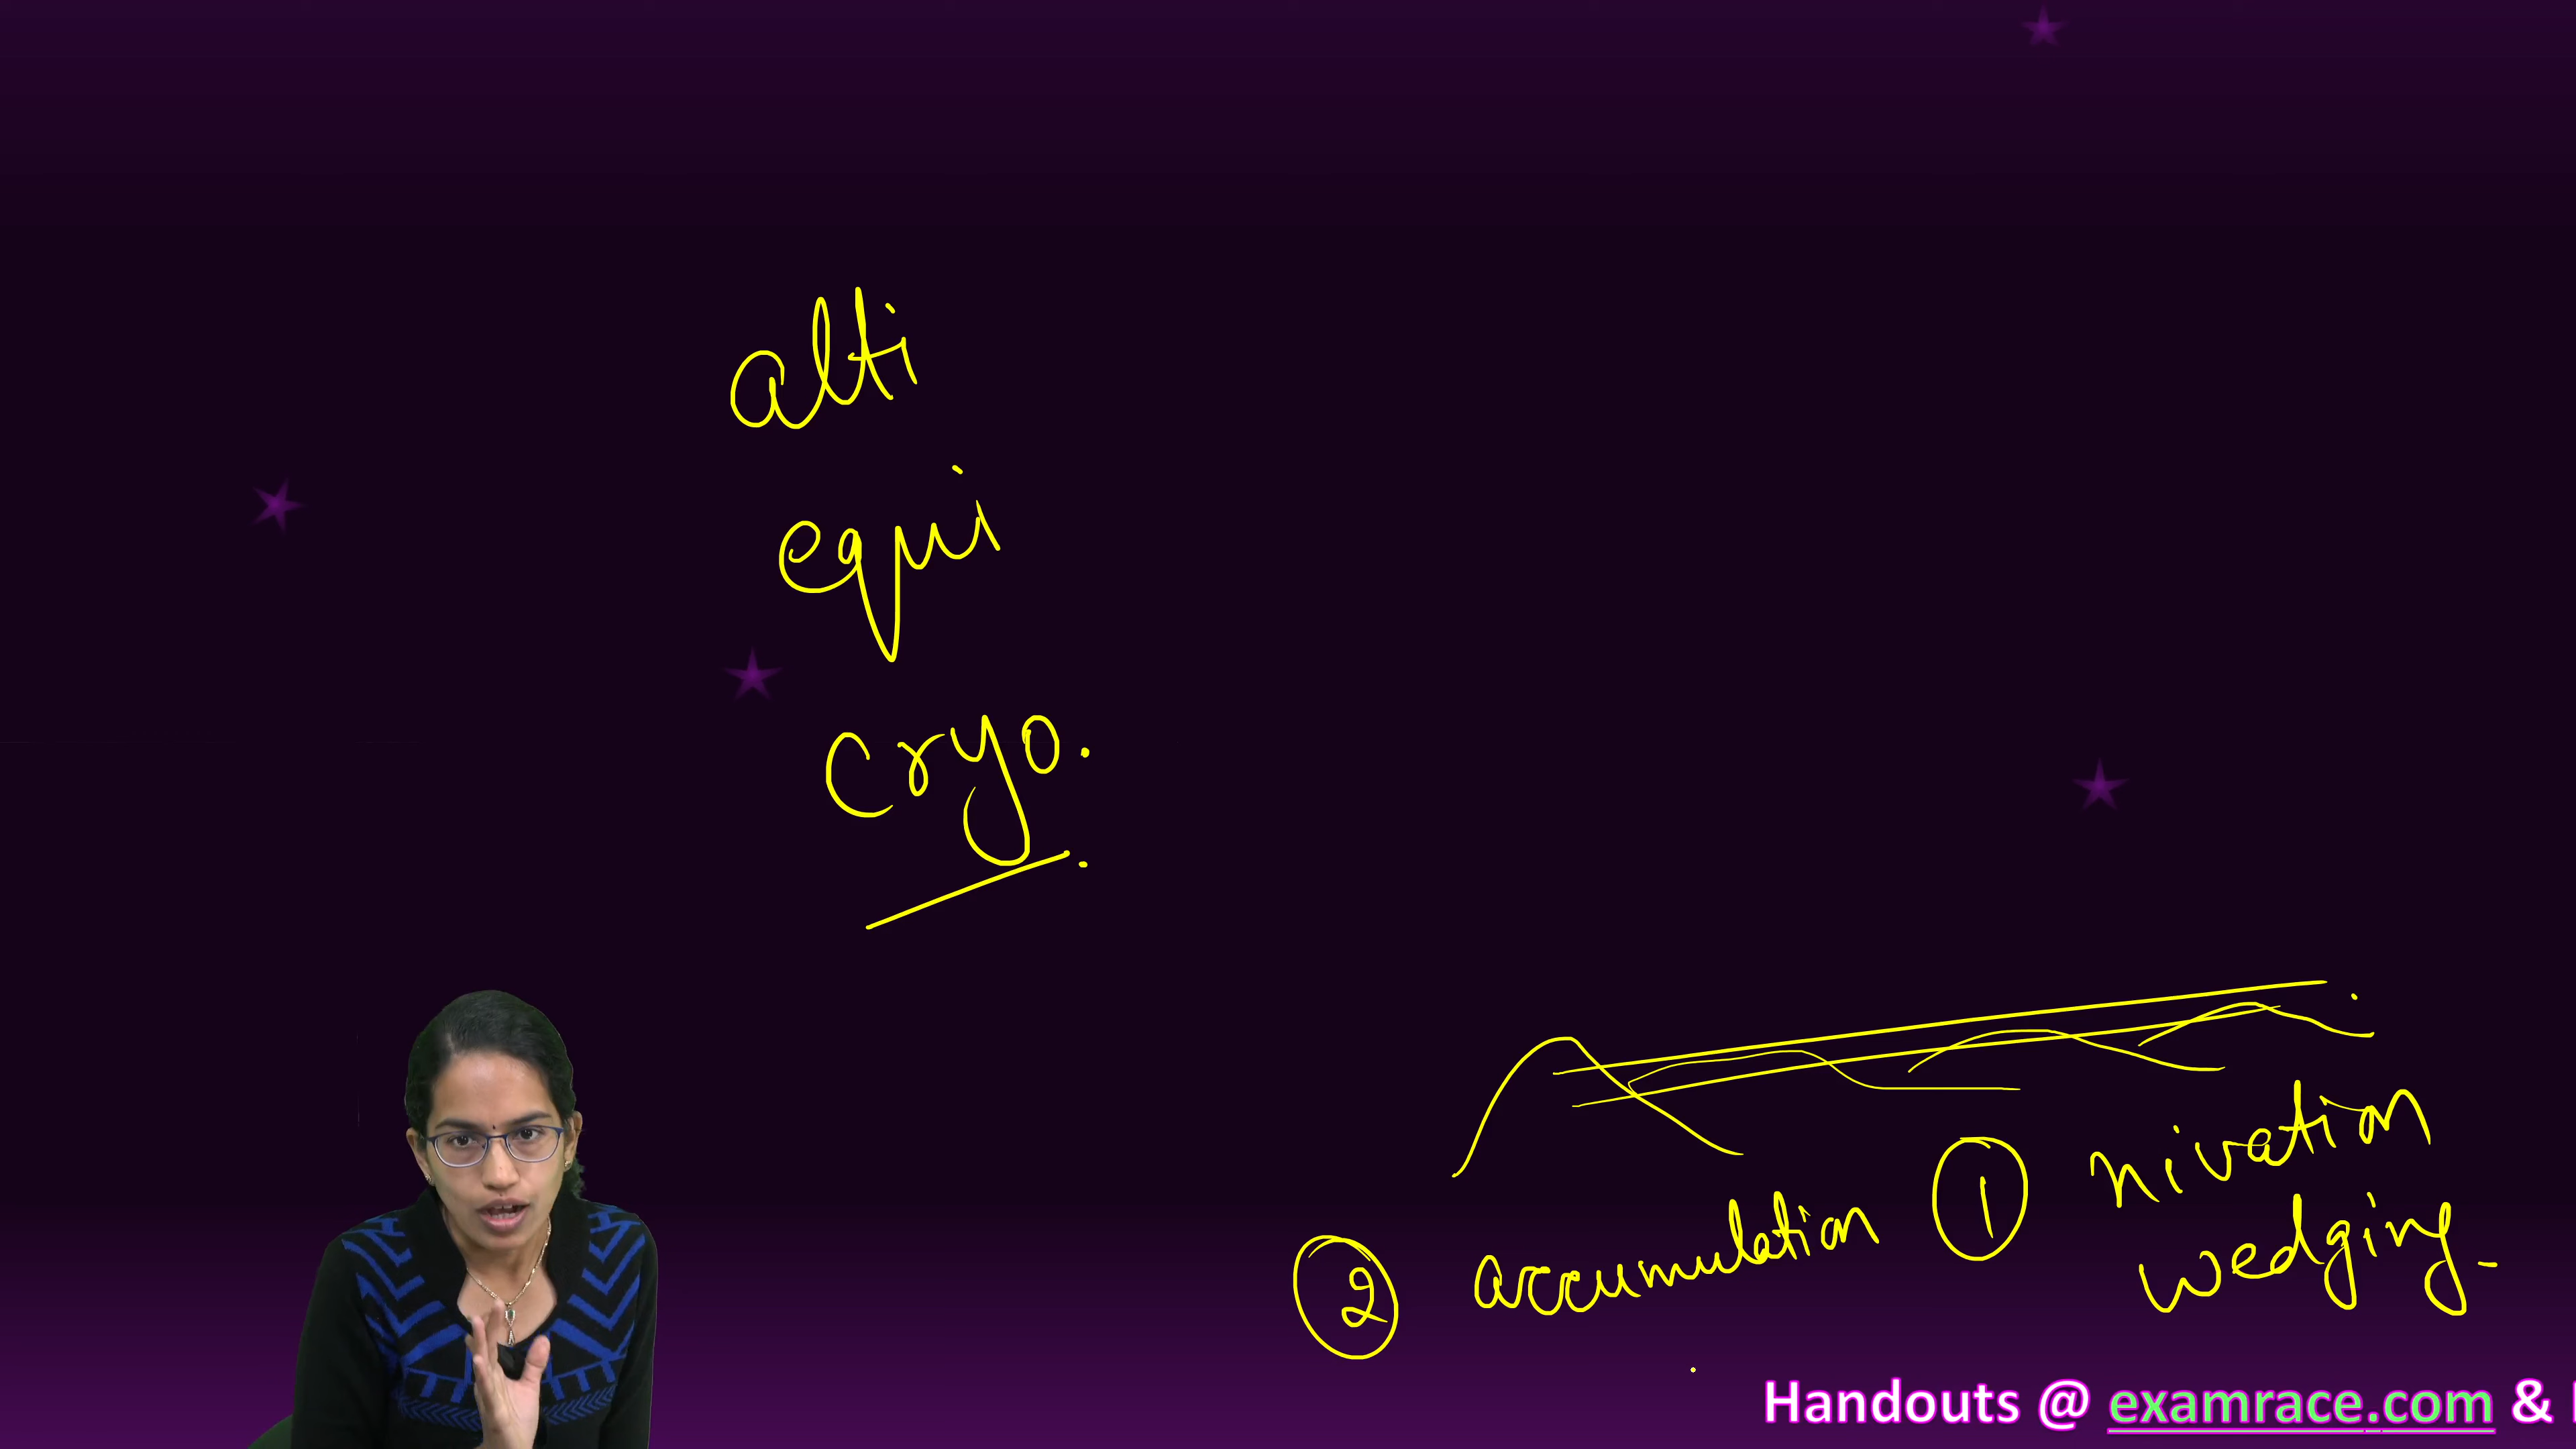 alti
equi
cryo.
① nivation
wedging
② accumulation
Handouts @ examrace.com &